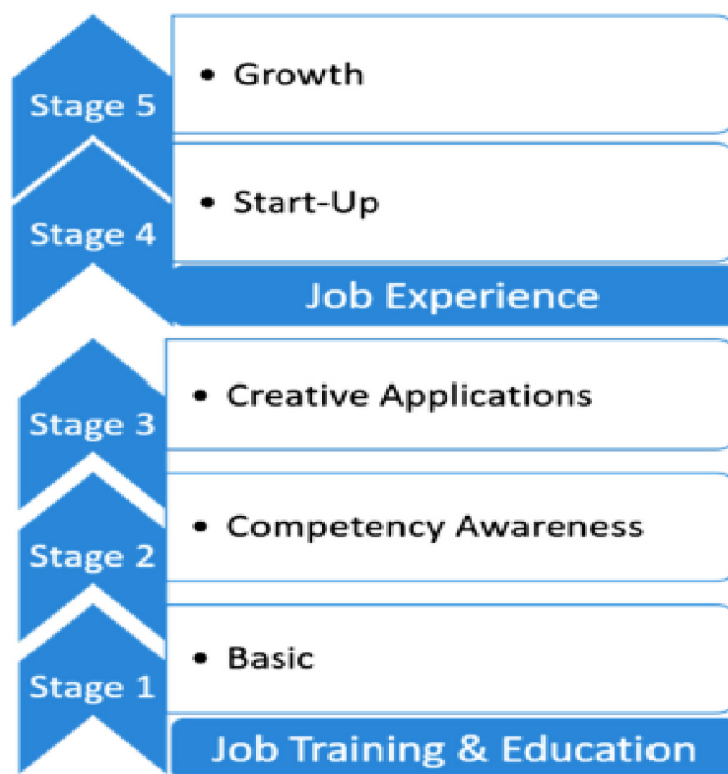 Stage 5
• Growth
Stage 4
• Start-Up
Job Experience
Stage 3
• Creative Applications
Stage 2
• Competency Awareness
Stage 1
• Basic
Job Training & Education